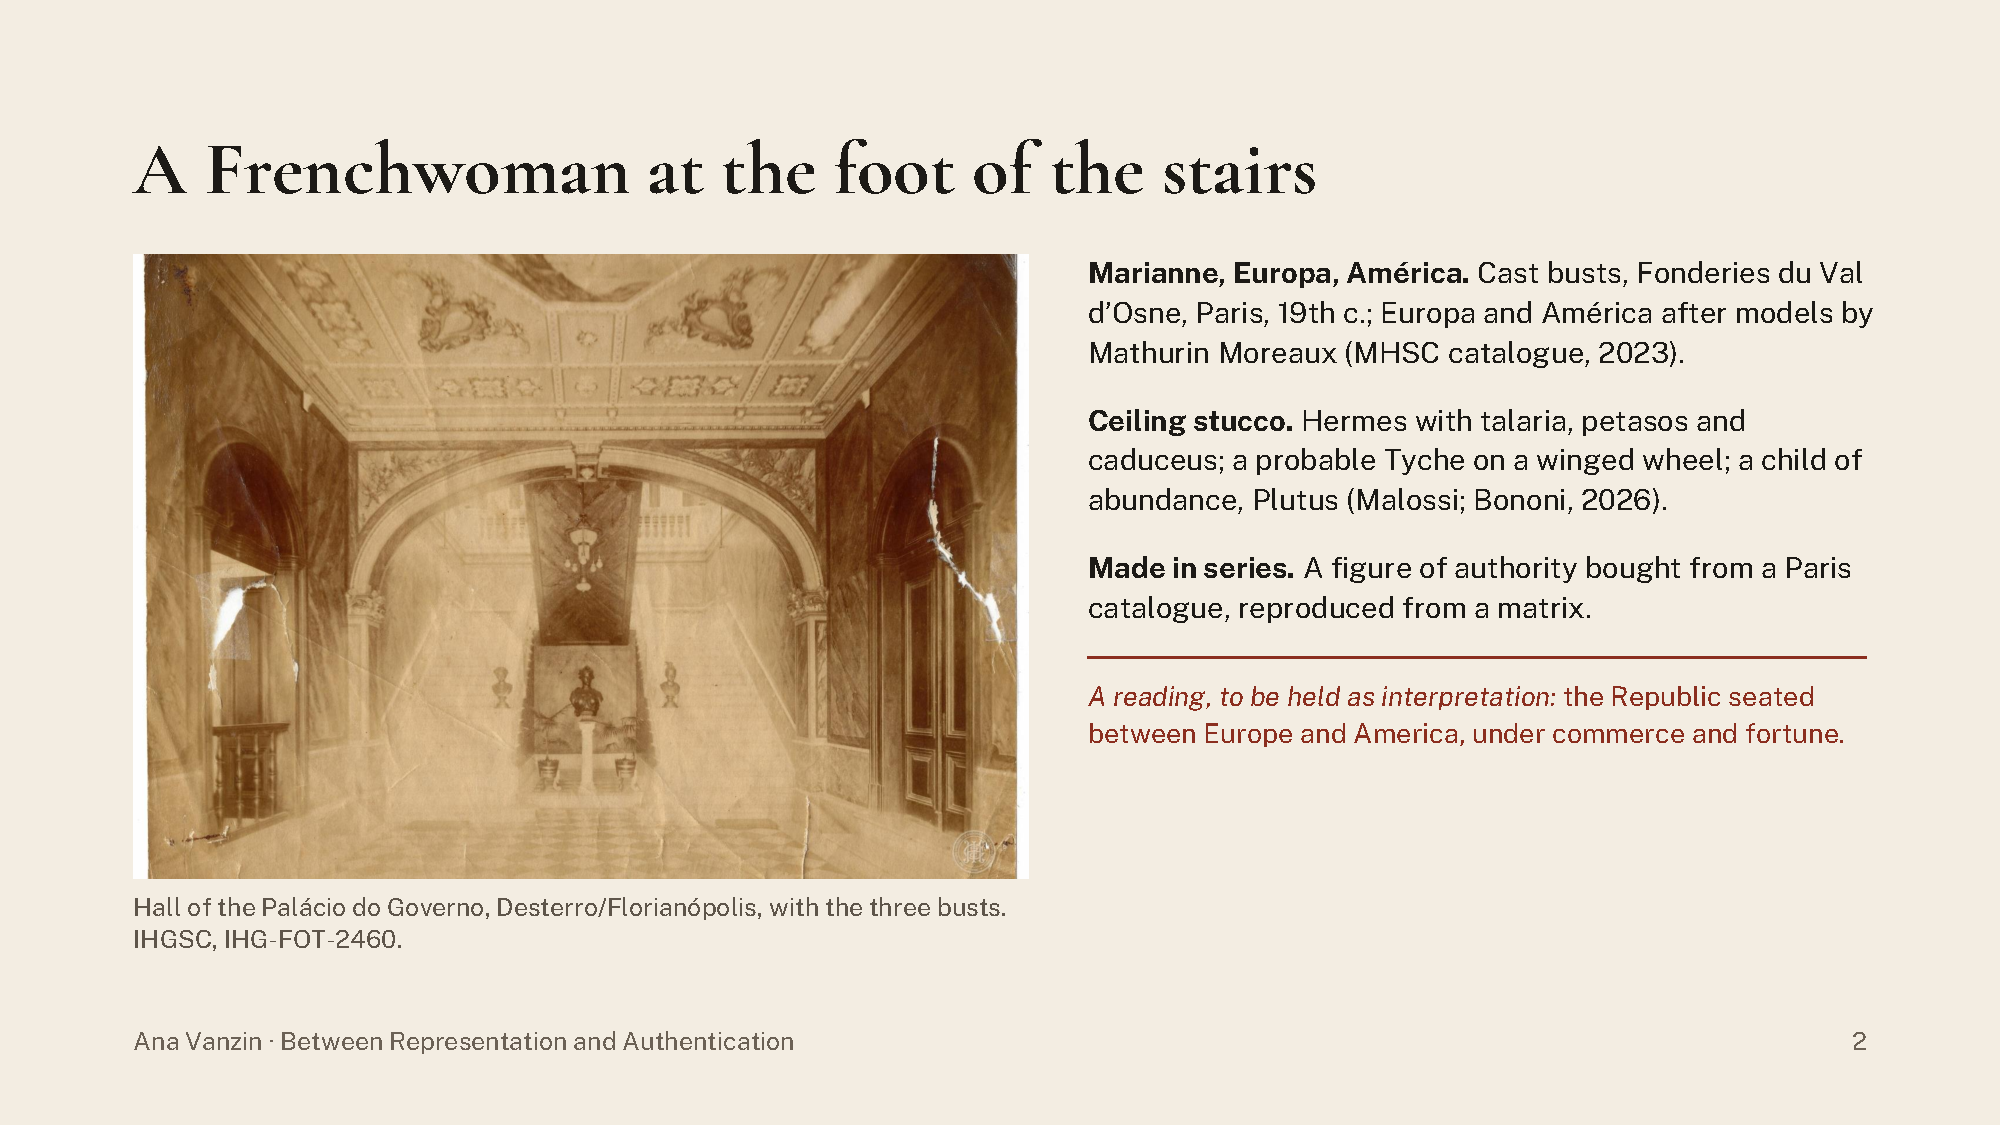 A Frenchwoman at the foot of the stairs
Marianne, Europa, América. Cast busts, Fonderies du Val
d’Osne, Paris, 19th c.; Europa and América after models by
Mathurin Moreaux (MHSC catalogue, 2023).
Ceiling stucco. Hermes with talaria, petasos and
caduceus; a probable Tyche on a winged wheel; a child of
abundance, Plutus (Malossi; Bononi, 2026).
Made in series. A figure of authority bought from a Paris
catalogue, reproduced from a matrix.
A reading, to be held as interpretation: the Republic seated
between Europe and America, under commerce and fortune.
Hall of the Palácio do Governo, Desterro/Florianópolis, with the three busts.
IHGSC, IHG-FOT-2460.
Ana Vanzin · Between Representation and Authentication
2